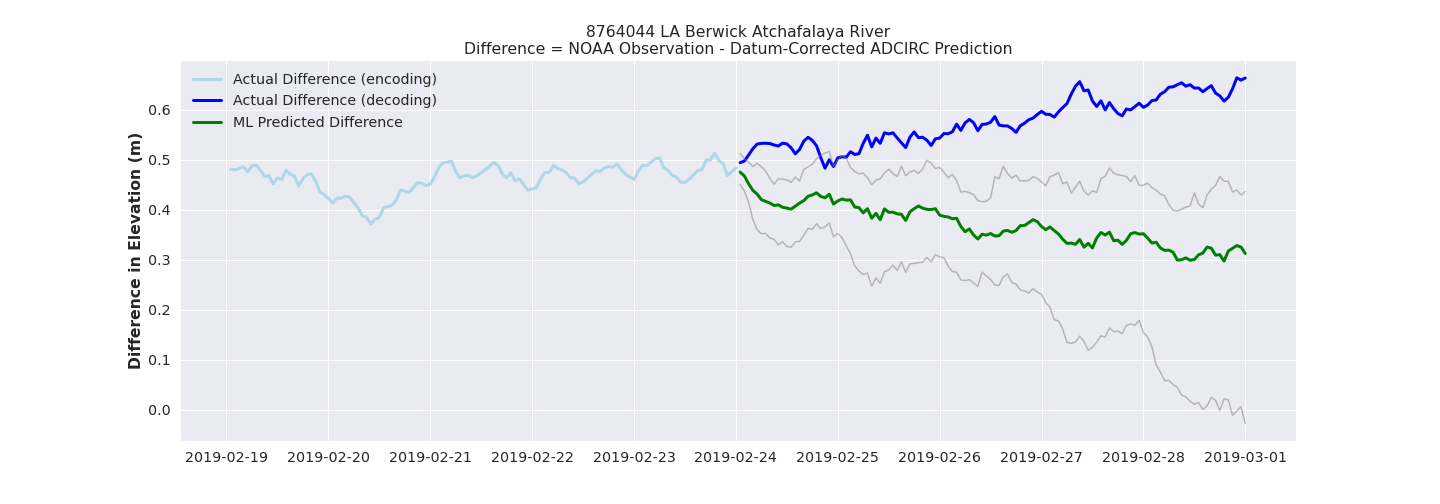 8764044 LA Berwick Atchafalaya River
Difference = NOAA Observation - Datum-Corrected ADCIRC Prediction
Actual Difference (encoding)
Actual Difference (decoding)
ML Predicted Difference
Difference in Elevation (m)
0.6
0.5
0.4
0.3
0.2
0.1
0.0
2019-02-19 2019-02-20 2019-02-21 2019-02-22 2019-02-23 2019-02-24 2019-02-25 2019-02-26 2019-02-27 2019-02-28 2019-03-01